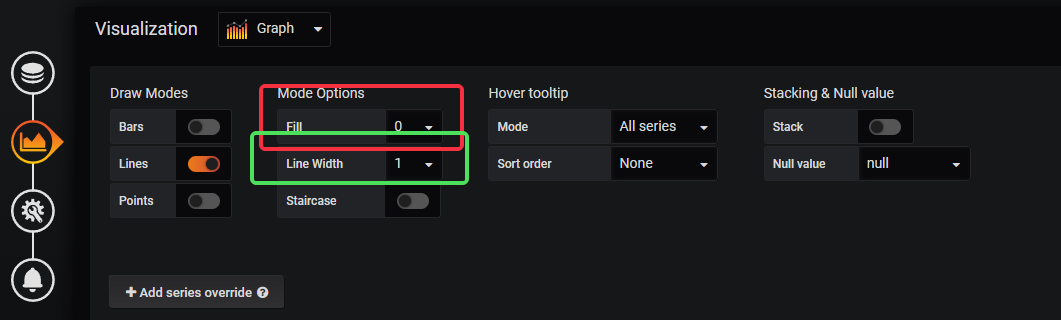 Visualization Graph
Draw Modes Mode Options Hover tooltip Stacking & Null value
Bars Fill 0 Mode All series Stack
Lines Line Width 1 Sort order None Null value null
Points Staircase
+ Add series override ?